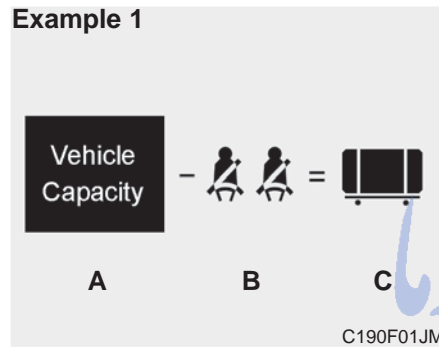 Example 1
Vehicle
Capacity
- =
A B C
C190F01JM